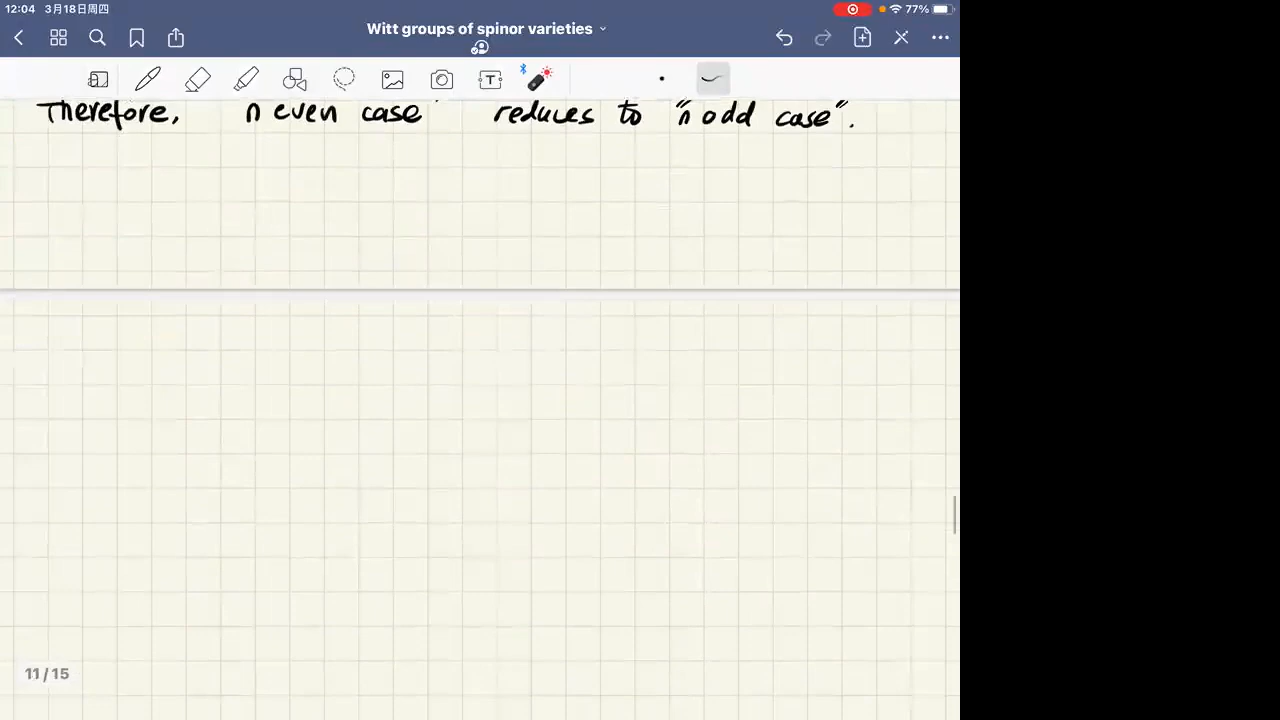 12:04 3月18日周四
77%
Witt groups of spinor varieties
T
Therefore, n even case" reduces to "n odd case".
11 / 15